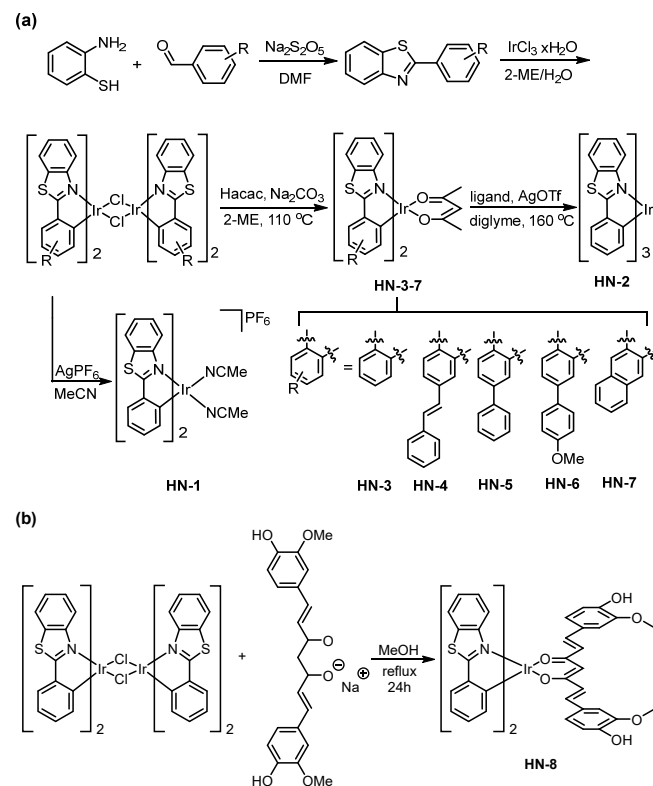 (a)
NH2
SH
+
O
R
Na2S2O5
DMF
S
N
R
IrCl3 xH2O
2-ME/H2O
S
N
R
2
Ir
Cl
Cl
Ir
S
N
R
2
Hacac, Na2CO3
2-ME, 110 ºC
S
N
R
2
Ir
O
O
HN-3-7
ligand, AgOTf
diglyme, 160 ºC
S
N
Ir
3
HN-2
AgPF6
MeCN
S
N
2
Ir
NCMe
NCMe
PF6
HN-1
R
=
OMe
HN-3 HN-4 HN-5 HN-6 HN-7
(b)
S
N
2
Ir
Cl
Cl
Ir
S
N
2
+
HO
OMe
O
O
⊖
Na ⊕
HO
OMe
MeOH
reflux
24h
S
N
2
Ir
O
O
OH
O
O
OH
HN-8